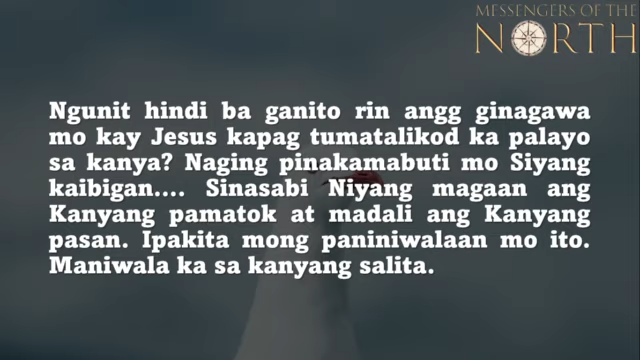 MESSENGERS OF THE
NORTH
Ngunit hindi ba ganito rin angg ginagawa
mo kay Jesus kapag tumatalikod ka palayo
sa kanya? Naging pinakamabuti mo Siyang
kaibigan.... Sinasabi Niyang magaan ang
Kanyang pamatok at madali ang Kanyang
pasan. Ipakita mong paniniwalaan mo ito.
Maniwala ka sa kanyang salita.